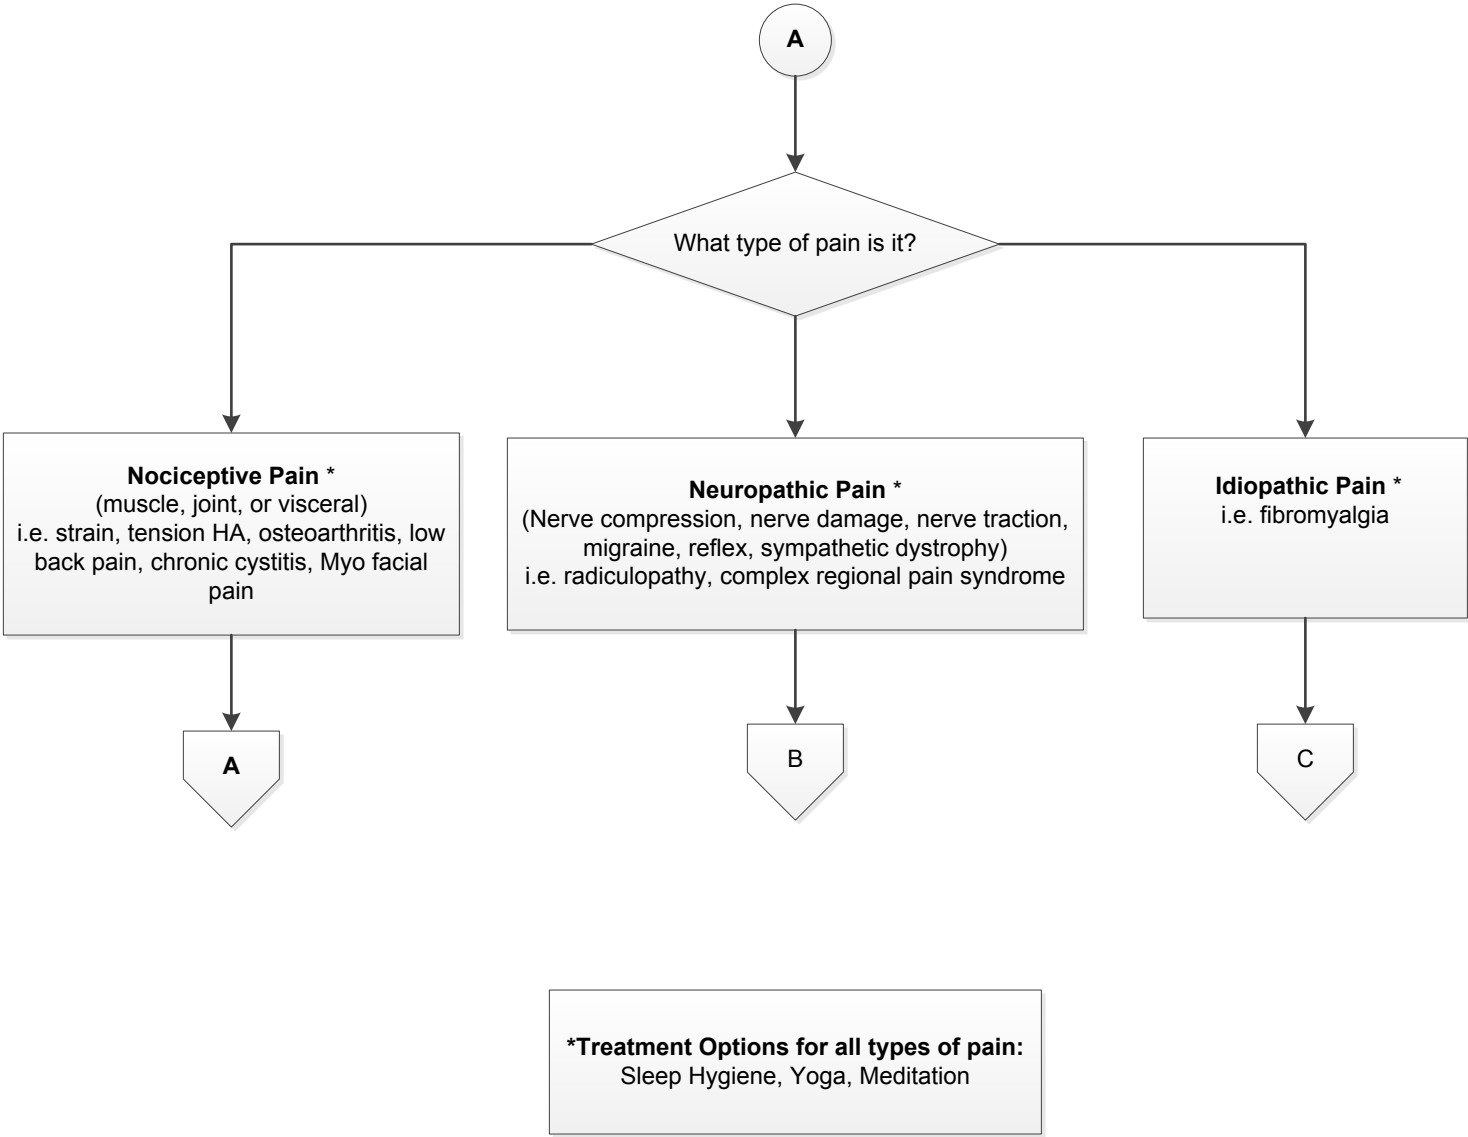 A
What type of pain is it?
Nociceptive Pain *
(muscle, joint, or visceral)
i.e. strain, tension HA, osteoarthritis, low
back pain, chronic cystitis, Myo facial
pain
Neuropathic Pain *
(Nerve compression, nerve damage, nerve traction,
migraine, reflex, sympathetic dystrophy)
i.e. radiculopathy, complex regional pain syndrome
Idiopathic Pain *
i.e. fibromyalgia
A
B
C
*Treatment Options for all types of pain:
Sleep Hygiene, Yoga, Meditation